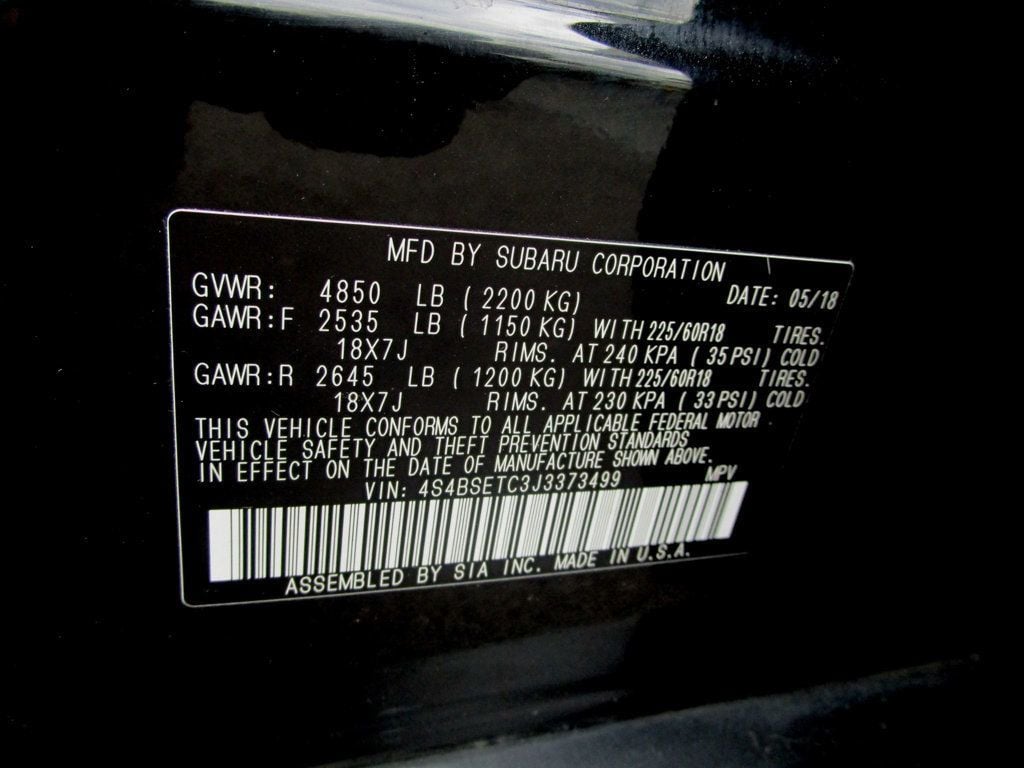 MFD BY SUBARU CORPORATION
GVWR: 4850 LB ( 2200 KG) DATE: 05/18
GAWR:F 2535 LB ( 1150 KG) WITH 225/60R18 TIRES.
18X7J RIMS. AT 240 KPA ( 35 PSI) COLD
GAWR:R 2645 LB ( 1200 KG) WITH 225/60R18 TIRES.
18X7J RIMS. AT 230 KPA ( 33 PSI) COLD
THIS VEHICLE CONFORMS TO ALL APPLICABLE FEDERAL MOTOR
VEHICLE SAFETY AND THEFT PREVENTION STANDARDS
IN EFFECT ON THE DATE OF MANUFACTURE SHOWN ABOVE.
VIN: 4S4BSETC3J3373499 MPV
ASSEMBLED BY SIA INC. MADE IN U.S.A.